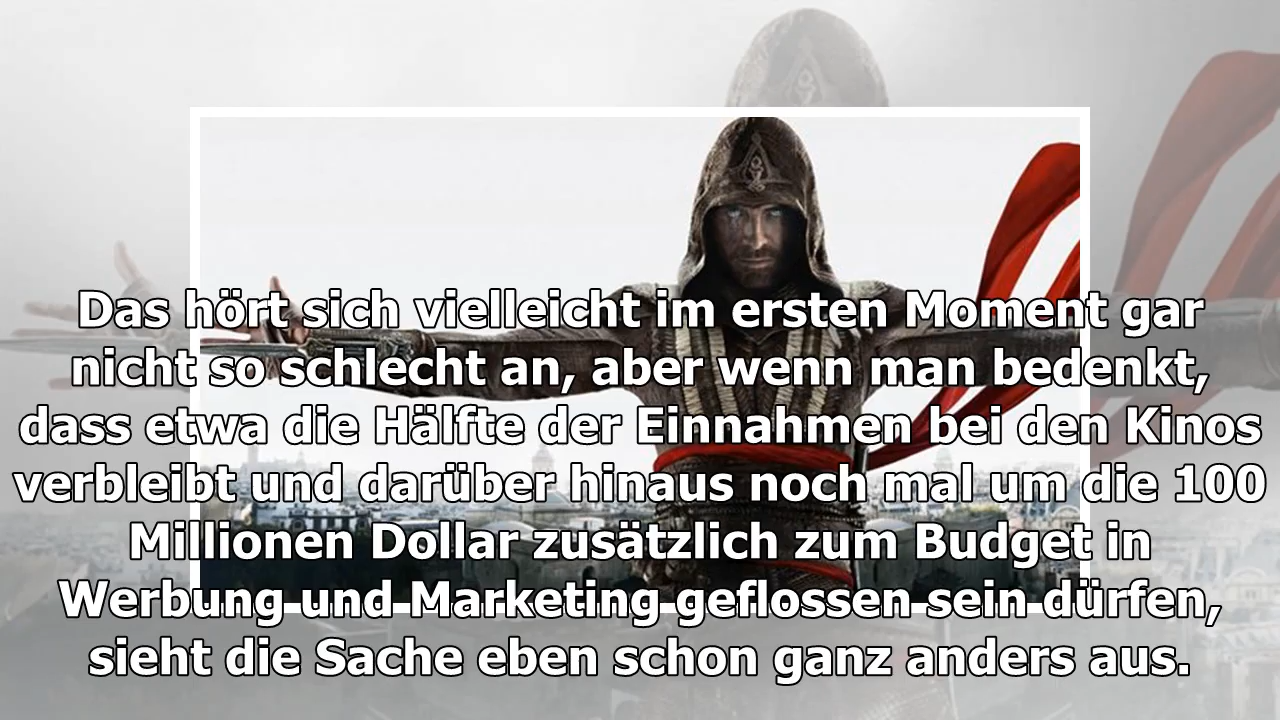 Das hört sich vielleicht im ersten Moment gar
nicht so schlecht an, aber wenn man bedenkt,
dass etwa die Hälfte der Einnahmen bei den Kinos
verbleibt und darüber hinaus noch mal um die 100
Millionen Dollar zusätzlich zum Budget in
Werbung und Marketing geflossen sein dürfen,
sieht die Sache eben schon ganz anders aus.